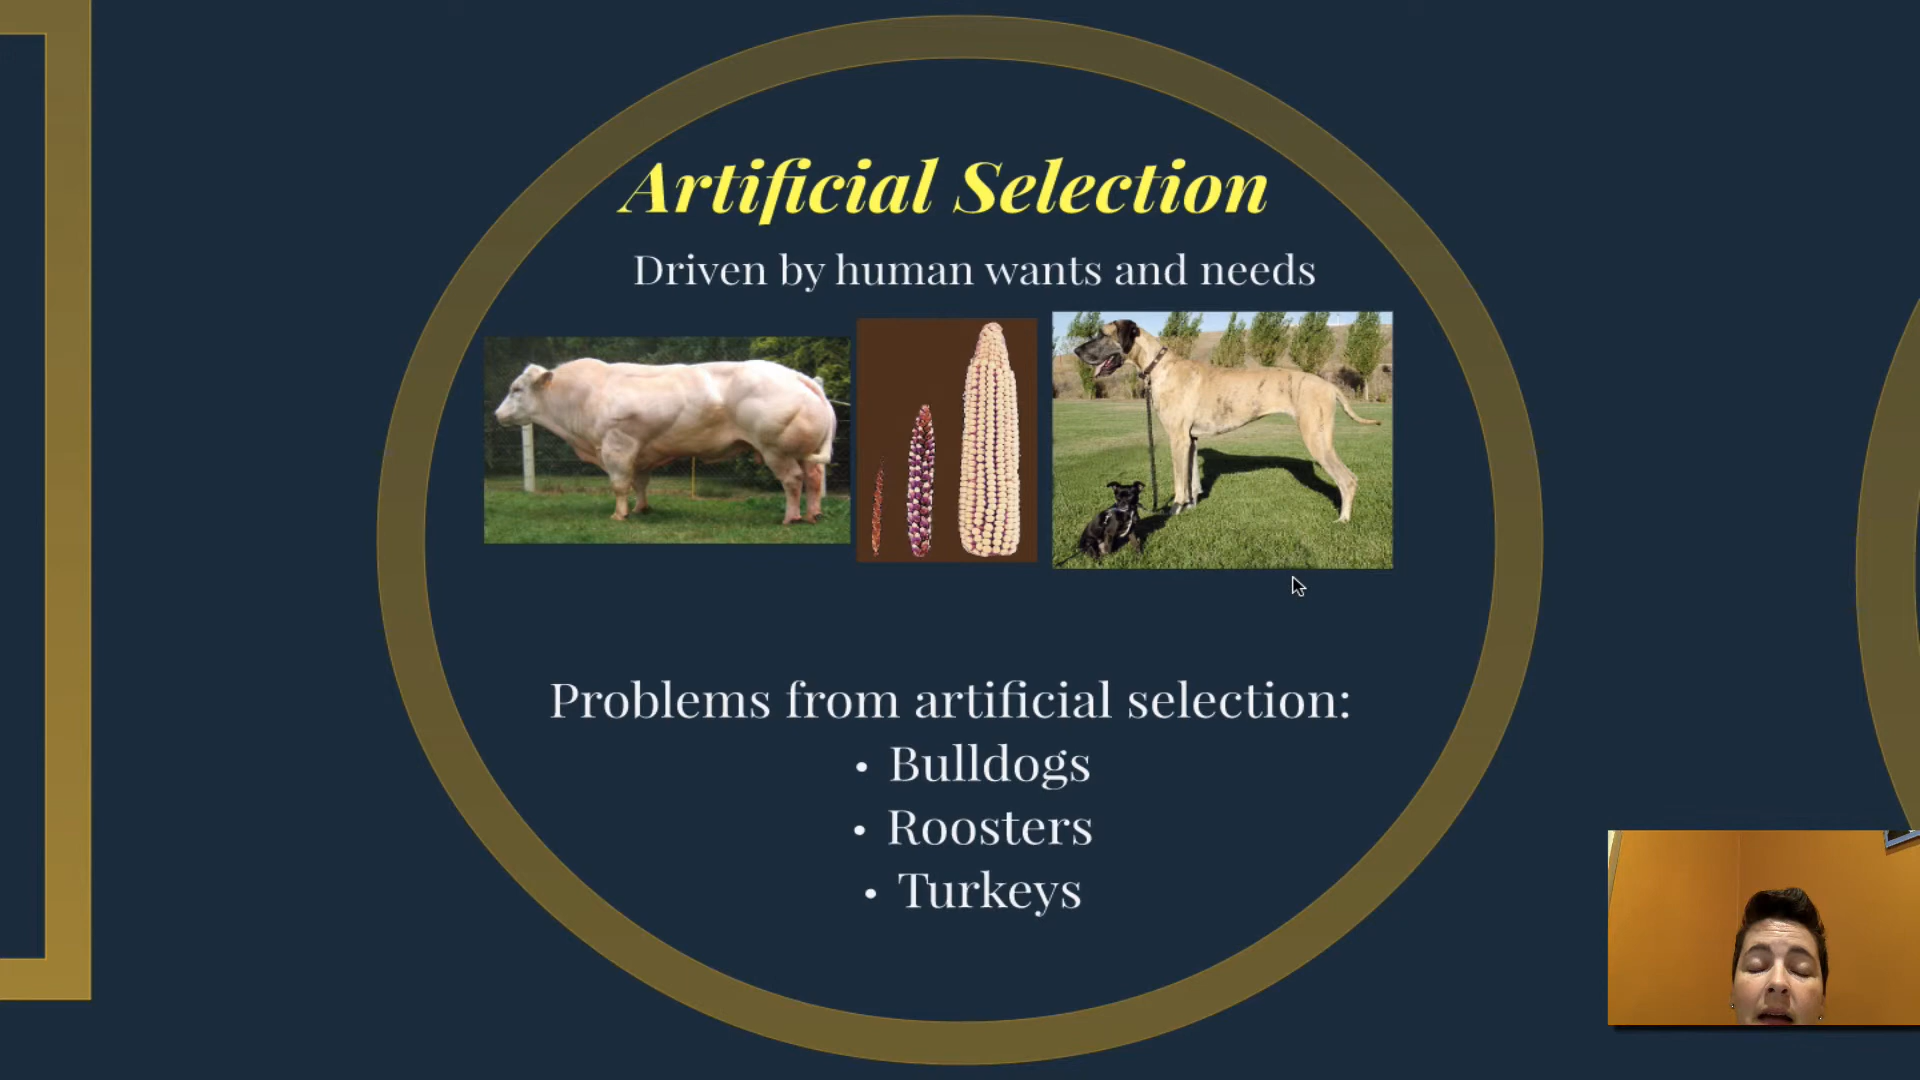 Artificial Selection
Driven by human wants and needs
Problems from artificial selection:
• Bulldogs
• Roosters
• Turkeys